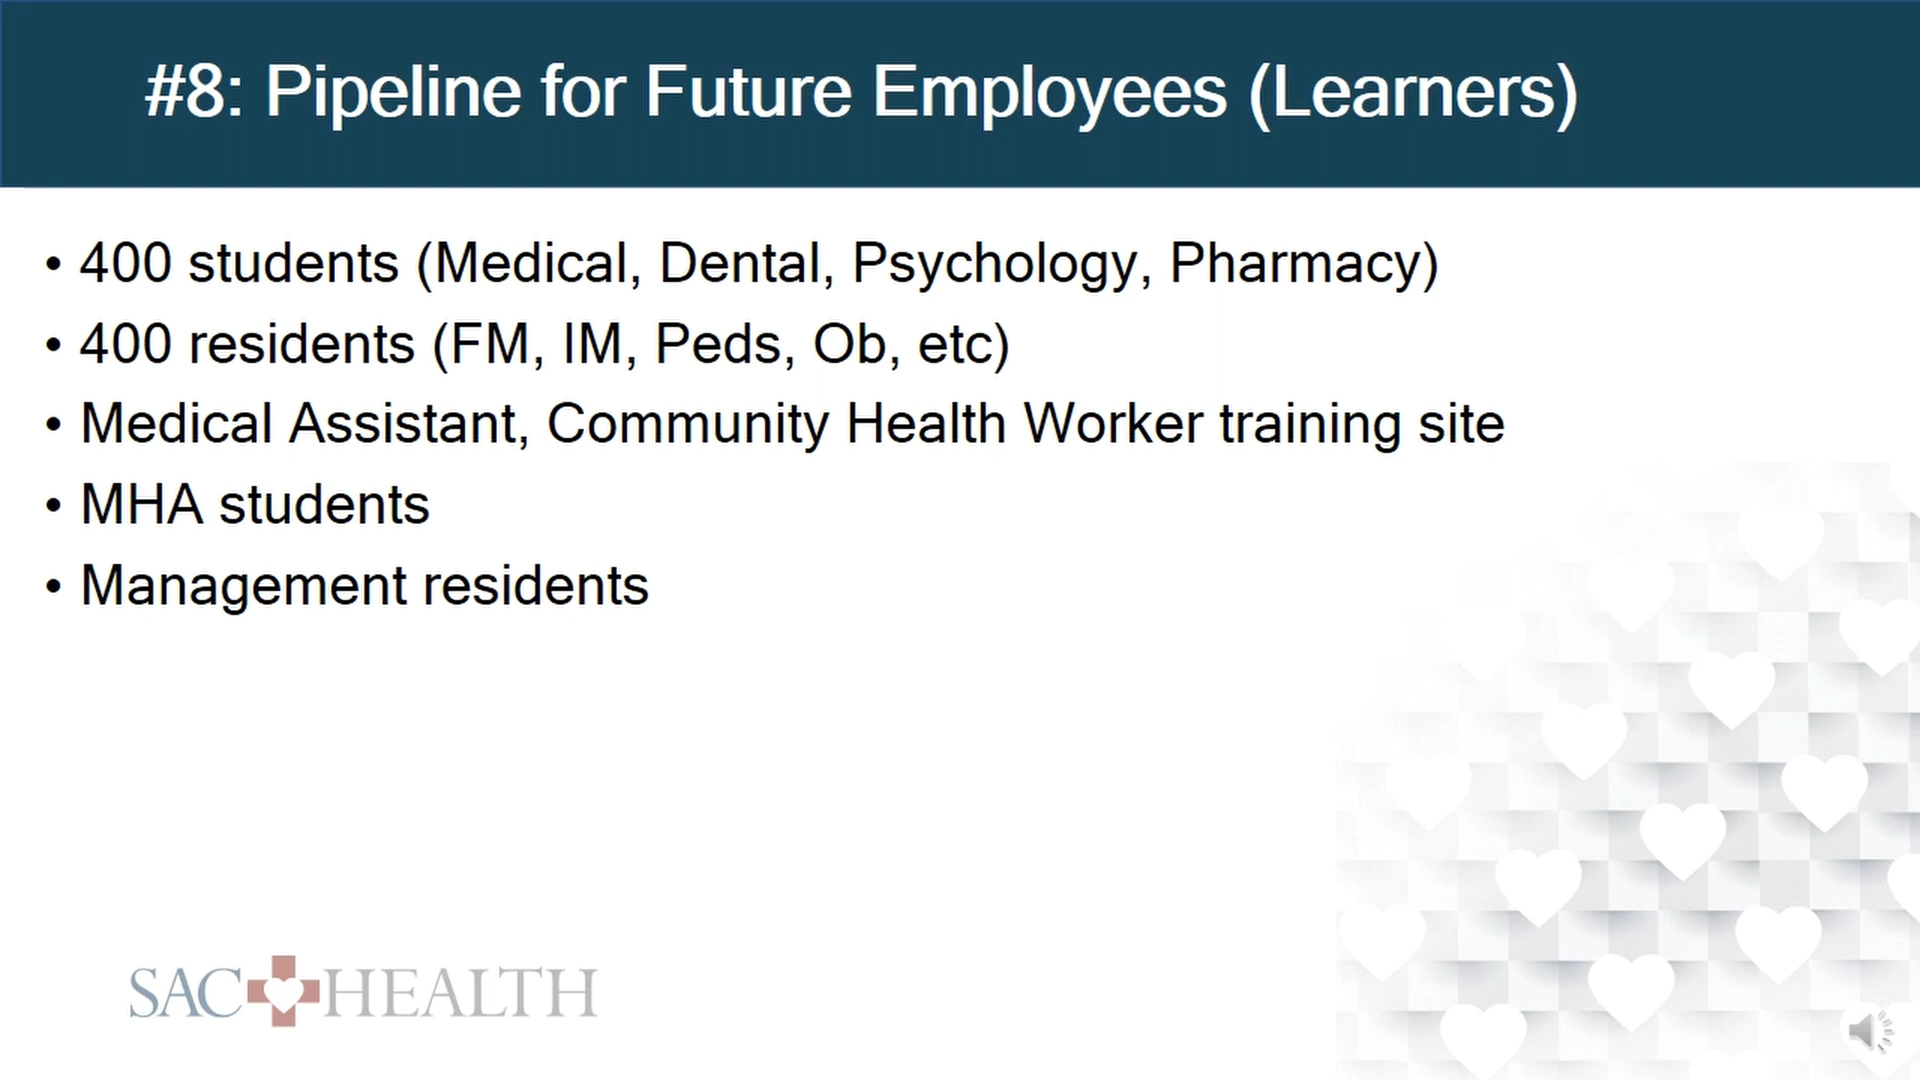 #8: Pipeline for Future Employees (Learners)
• 400 students (Medical, Dental, Psychology, Pharmacy)
• 400 residents (FM, IM, Peds, Ob, etc)
• Medical Assistant, Community Health Worker training site
• MHA students
• Management residents
SAC HEALTH